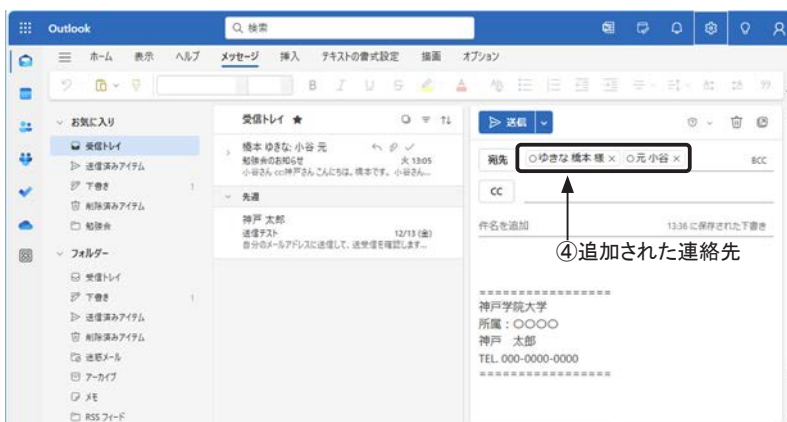 Outlook
検索
ホーム 表示 ヘルプ メッセージ 挿入 テキストの書式設定 描画 オプション
B I U
お気に入り
受信トレイ
送信済みアイテム
下書き 1
削除済みアイテム
勉強会
フォルダー
受信トレイ
下書き 1
送信済みアイテム
削除済みアイテム
迷惑メール
アーカイブ
メモ
RSS フィード
受信トレイ ★
橋本 ゆきな; 小谷 元
勉強会のお知らせ 火 13:05
小谷さん cc神戸さん こんにちは。橋本です。小谷さん...
先週
神戸 太郎
送信テスト 12/13 (金)
自分のメールアドレスに送信して、送受信を確認します...
送信
宛先 ○ゆきな 橋本 様 × ○元 小谷 × BCC
CC
件名を追加 13:36 に保存された下書き
④追加された連絡先
=================
神戸学院大学
所属：○○○○
神戸 太郎
TEL. 000-0000-0000
=================